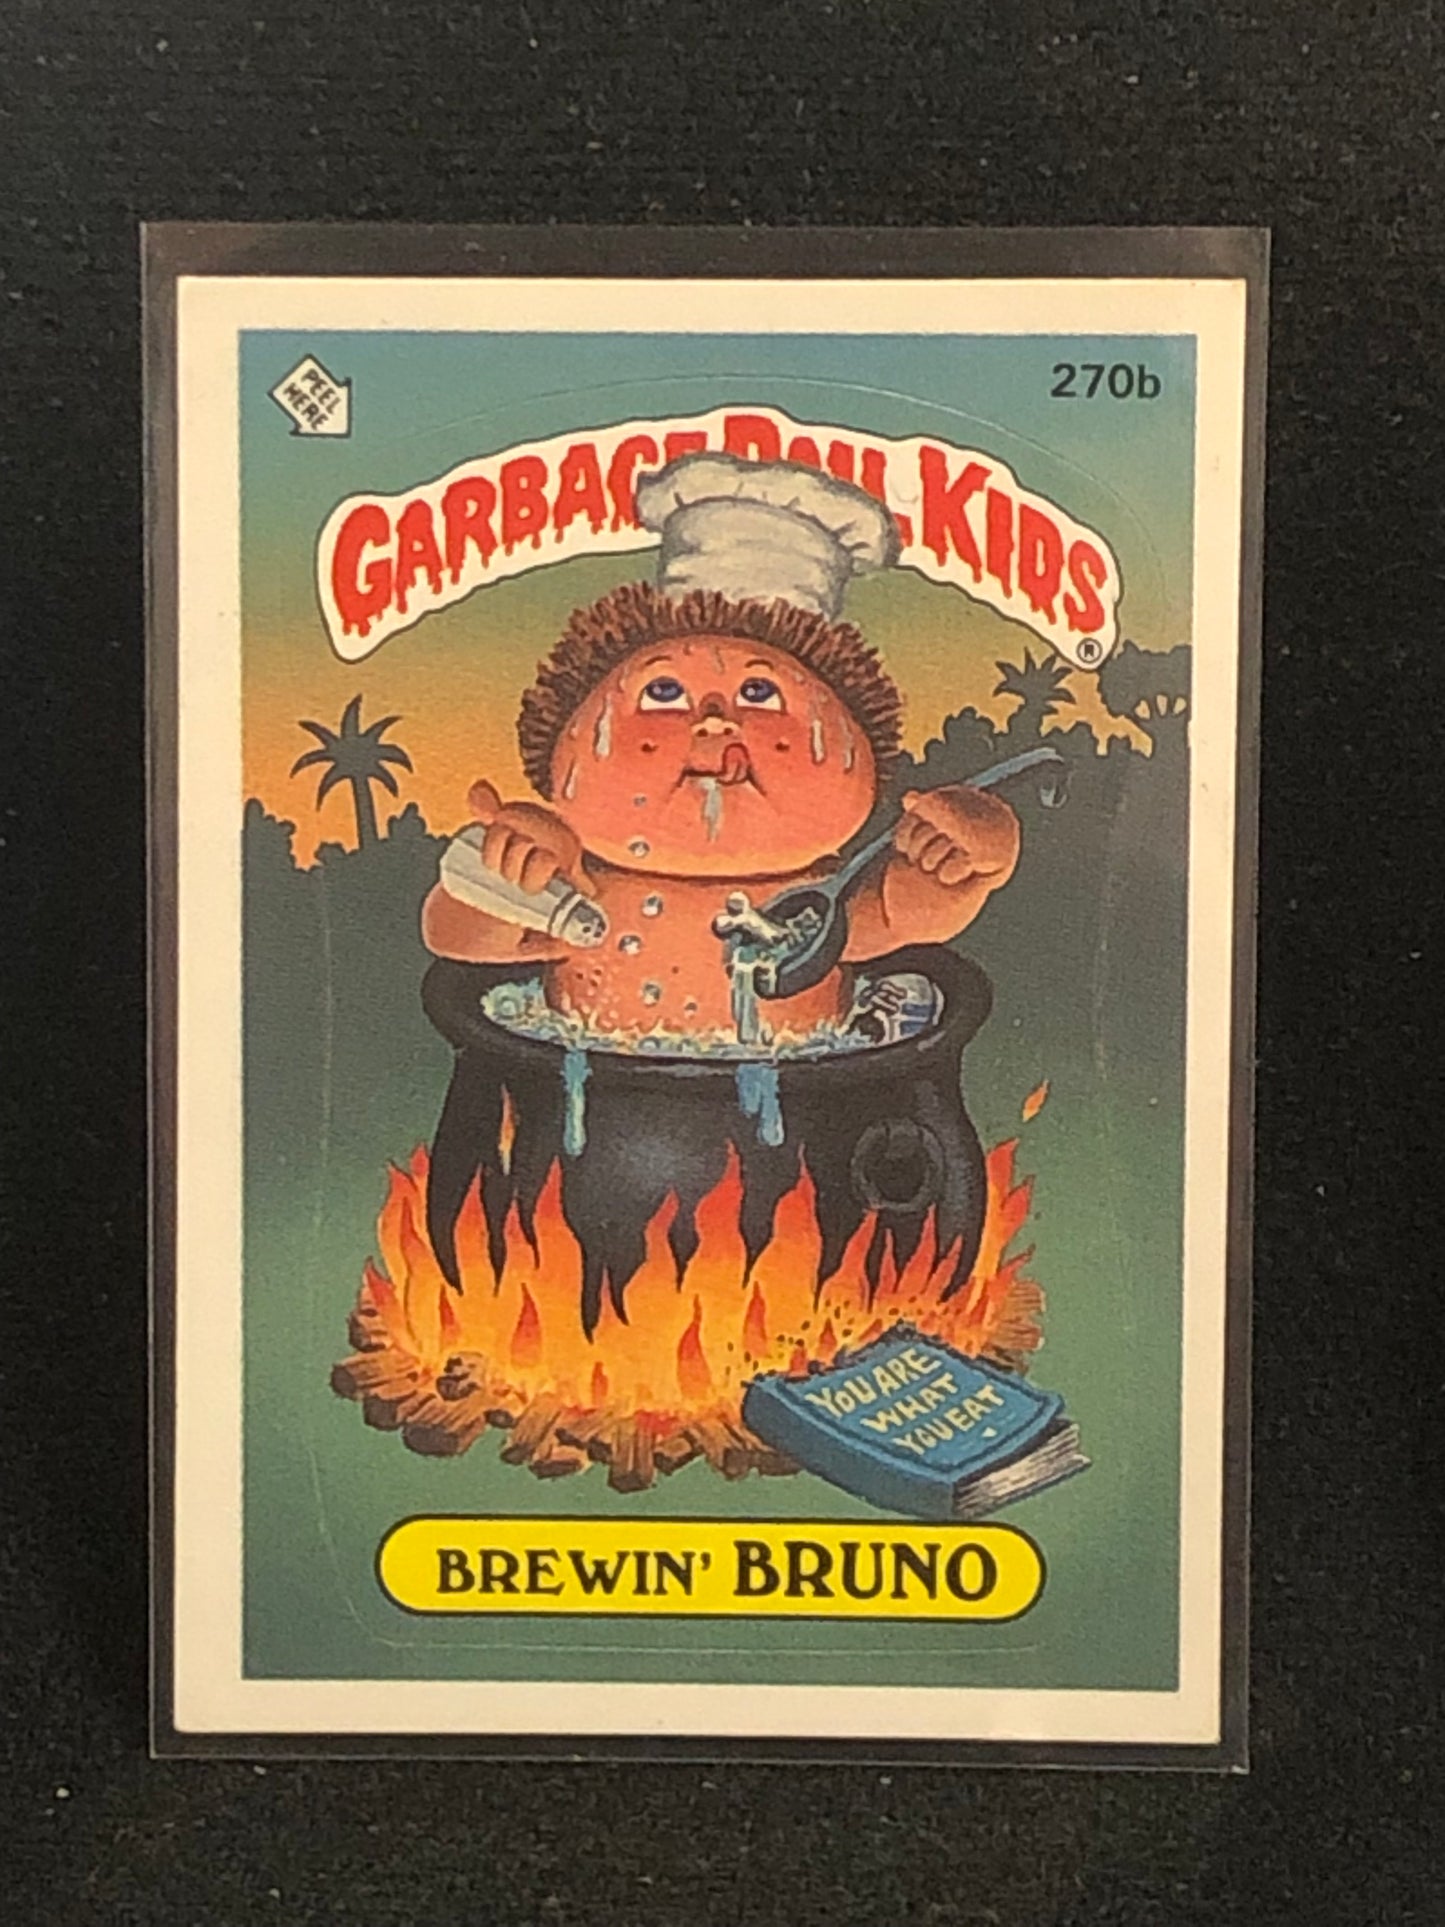 PEEL
HERE
270b
GARBAGE PAIL KIDS
®
YOU ARE
WHAT
YOU EAT
BREWIN' BRUNO